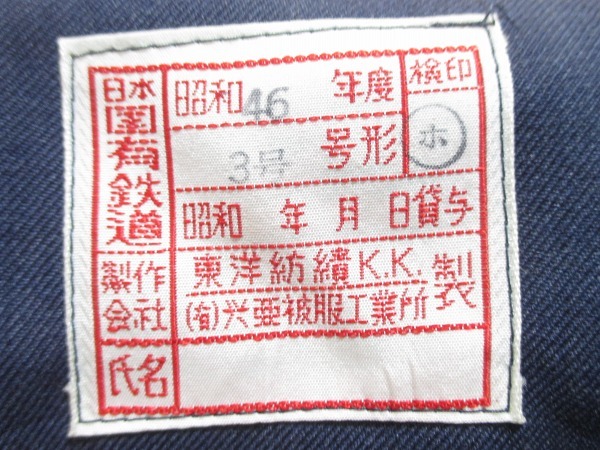 日本国有鉄道
昭和46年度
検印
ホ
3号 号形
昭和 年 月 日貸与
製作会社
東洋紡績K.K.
(有)兴亜被服工業所
製
氏名